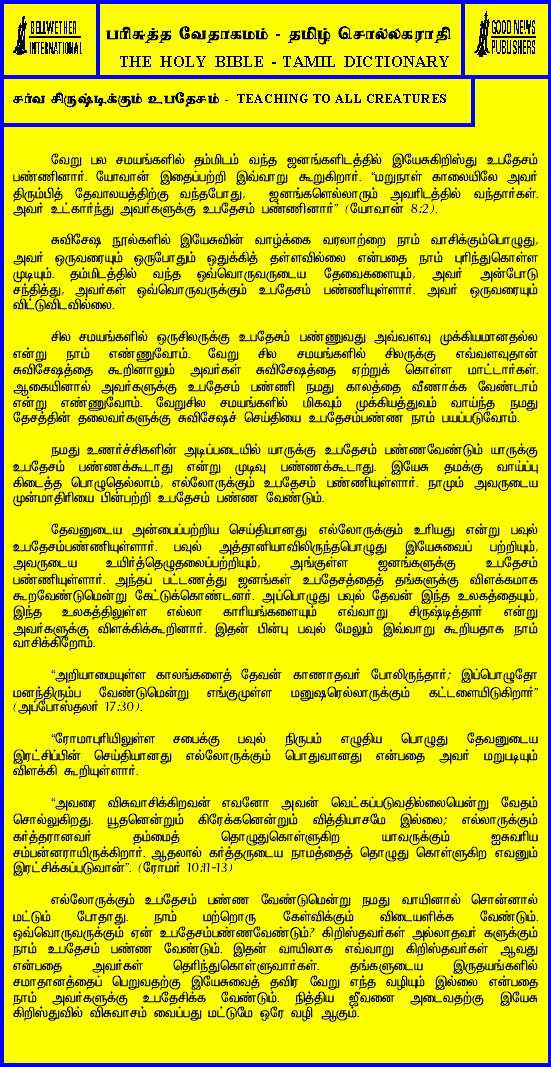 BELLWETHER
INTERNATIONAL
பரிசுத்த வேதாகமம் - தமிழ் சொல்லகராதி
THE HOLY BIBLE - TAMIL DICTIONARY
GOOD NEWS
PUBLISHERS
சர்வ சிருஷ்டிக்கும் உபதேசம் - TEACHING TO ALL CREATURES
வேறு பல சமயங்களில் தம்மிடம் வந்த ஜனங்களிடத்தில் இயேசுகிறிஸ்து உபதேசம்
பண்ணினார். யோவான் இதைப்பற்றி இவ்வாறு கூறுகிறார். “மறுநாள் காலையிலே அவர்
திரும்பித் தேவாலயத்திற்கு வந்தபோது, ஜனங்களெல்லாரும் அவரிடத்தில் வந்தார்கள்.
அவர் உட்கார்ந்து அவர்களுக்கு உபதேசம் பண்ணினார்” (யோவான் 8:2).
சுவிசேஷ நூல்களில் இயேசுவின் வாழ்க்கை வரலாற்றை நாம் வாசிக்கும்பொழுது,
அவர் ஒருவரையும் ஒருபோதும் ஒதுக்கித் தள்ளவில்லை என்பதை நாம் புரிந்துகொள்ள
முடியும். தம்மிடத்தில் வந்த ஒவ்வொருவருடைய தேவைகளையும், அவர் அன்போடு
சந்தித்து, அவர்கள் ஒவ்வொருவருக்கும் உபதேசம் பண்ணியுள்ளார். அவர் ஒருவரையும்
விட்டுவிடவில்லை.
சில சமயங்களில் ஒருசிலருக்கு உபதேசம் பண்ணுவது அவ்வளவு முக்கியமானதல்ல
என்று நாம் எண்ணுவோம். வேறு சில சமயங்களில் சிலருக்கு எவ்வளவுதான்
சுவிசேஷத்தை கூறினாலும் அவர்கள் சுவிசேஷத்தை ஏற்றுக் கொள்ள மாட்டார்கள்.
ஆகையினால் அவர்களுக்கு உபதேசம் பண்ணி நமது காலத்தை வீணாக்க வேண்டாம்
என்று எண்ணுவோம். வேறுசில சமயங்களில் மிகவும் முக்கியத்துவம் வாய்ந்த நமது
தேசத்தின் தலைவர்களுக்கு சுவிசேஷச் செய்தியை உபதேசம்பண்ண நாம் பயப்படுவோம்.
நமது உணர்ச்சிகளின் அடிப்படையில் யாருக்கு உபதேசம் பண்ணவேண்டும் யாருக்கு
உபதேசம் பண்ணக்கூடாது என்று முடிவு பண்ணக்கூடாது. இயேசு தமக்கு வாய்ப்பு
கிடைத்த பொழுதெல்லாம், எல்லோருக்கும் உபதேசம் பண்ணியுள்ளார். நாமும் அவருடைய
முன்மாதிரியை பின்பற்றி உபதேசம் பண்ண வேண்டும்.
தேவனுடைய அன்பைப்பற்றிய செய்தியானது எல்லோருக்கும் உரியது என்று பவுல்
உபதேசம்பண்ணியுள்ளார். பவுல் அத்தானியாவிலிருந்தபொழுது இயேசுவைப் பற்றியும்,
அவருடைய உயிர்த்தெழுதலைப்பற்றியும், அங்குள்ள ஜனங்களுக்கு உபதேசம்
பண்ணியுள்ளார். அந்தப் பட்டணத்து ஜனங்கள் உபதேசத்தைத் தங்களுக்கு விளக்கமாக
கூறவேண்டுமென்று கேட்டுக்கொண்டனர். அப்பொழுது பவுல் தேவன் இந்த உலகத்தையும்,
இந்த உலகத்திலுள்ள எல்லா காரியங்களையும் எவ்வாறு சிருஷ்டித்தார் என்று
அவர்களுக்கு விளக்கிக்கூறினார். இதன் பின்பு பவுல் மேலும் இவ்வாறு கூறியதாக நாம்
வாசிக்கிறோம்.
“அறியாமையுள்ள காலங்களைத் தேவன் காணாதவர் போலிருந்தார்; இப்பொழுதோ
மனந்திரும்ப வேண்டுமென்று எங்குமுள்ள மனுஷரெல்லாருக்கும் கட்டளையிடுகிறார்”
(அப்போஸ்தலர் 17:30).
“ரோமாபுரியிலுள்ள சபைக்கு பவுல் நிருபம் எழுதிய பொழுது தேவனுடைய
இரட்சிப்பின் செய்தியானது எல்லோருக்கும் பொதுவானது என்பதை அவர் மறுபடியும்
விளக்கி கூறியுள்ளார்.
“அவரை விசுவாசிக்கிறவன் எவனோ அவன் வெட்கப்படுவதில்லையென்று வேதம்
சொல்லுகிறது. யூதனென்றும் கிரேக்கனென்றும் வித்தியாசமே இல்லை; எல்லாருக்கும்
கர்த்தரானவர் தம்மைத் தொழுதுகொள்ளுகிற யாவருக்கும் ஐசுவரிய
சம்பன்னராயிருக்கிறார். ஆதலால் கர்த்தருடைய நாமத்தைத் தொழுது கொள்ளுகிற எவனும்
இரட்சிக்கப்படுவான்”. (ரோமர் 10:11-13)
எல்லோருக்கும் உபதேசம் பண்ண வேண்டுமென்று நமது வாயினால் சொன்னால்
மட்டும் போதாது. நாம் மற்றொரு கேள்விக்கும் விடையளிக்க வேண்டும்.
ஒவ்வொருவருக்கும் ஏன் உபதேசம்பண்ணவேண்டும்? கிறிஸ்தவர்கள் அல்லாதவர் களுக்கும்
நாம் உபதேசம் பண்ண வேண்டும். இதன் வாயிலாக எவ்வாறு கிறிஸ்தவர்கள் ஆவது
என்பதை அவர்கள் தெரிந்துகொள்ளுவார்கள். தங்களுடைய இருதயங்களில்
சமாதானத்தைப் பெறுவதற்கு இயேசுவைத் தவிர வேறு எந்த வழியும் இல்லை என்பதை
நாம் அவர்களுக்கு உபதேசிக்க வேண்டும். நித்திய ஜீவனை அடைவதற்கு இயேசு
கிறிஸ்துவில் விசுவாசம் வைப்பது மட்டுமே ஒரே வழி ஆகும்.